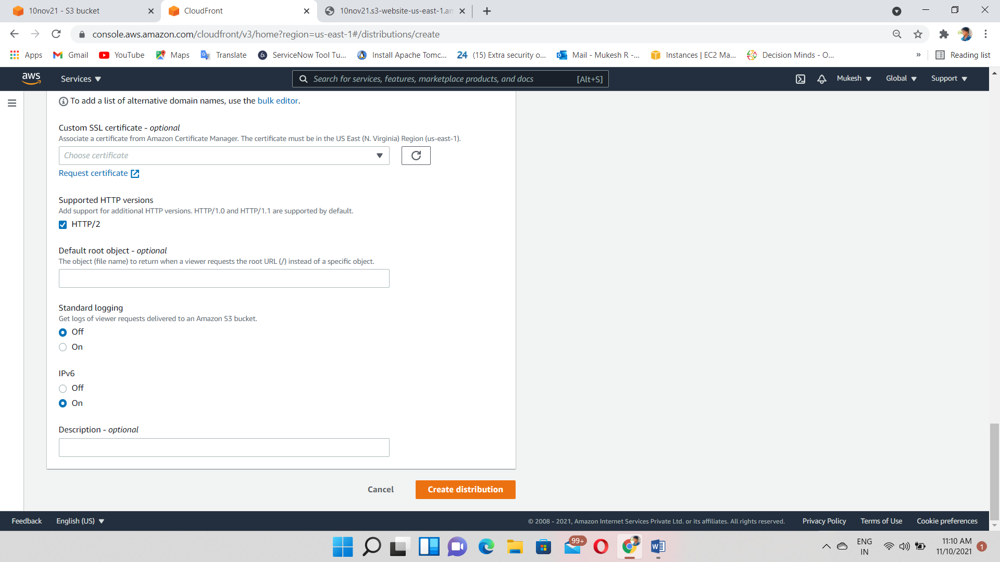 10nov21 - S3 bucket
CloudFront
10nov21.s3-website-us-east-1.am
console.aws.amazon.com/cloudfront/v3/home?region=us-east-1#/distributions/create
Apps
Gmail
YouTube
Maps
Translate
ServiceNow Tool Tu...
Install Apache Tomc...
24 (15) Extra security o...
Mail - Mukesh R -...
Instances | EC2 Ma...
Decision Minds - O...
»
Reading list
aws
Services
Search for services, features, marketplace products, and docs
[Alt+S]
Mukesh
Global
Support
To add a list of alternative domain names, use the bulk editor.
Custom SSL certificate - optional
Associate a certificate from Amazon Certificate Manager. The certificate must be in the US East (N. Virginia) Region (us-east-1).
Choose certificate
Request certificate
Supported HTTP versions
Add support for additional HTTP versions. HTTP/1.0 and HTTP/1.1 are supported by default.
HTTP/2
Default root object - optional
The object (file name) to return when a viewer requests the root URL (/) instead of a specific object.
Standard logging
Get logs of viewer requests delivered to an Amazon S3 bucket.
Off
On
IPv6
Off
On
Description - optional
Cancel
Create distribution
Feedback
English (US)
© 2008 - 2021, Amazon Internet Services Private Ltd. or its affiliates. All rights reserved.
Privacy Policy
Terms of Use
Cookie preferences
99+
ENG
IN
11:10 AM
11/10/2021
1